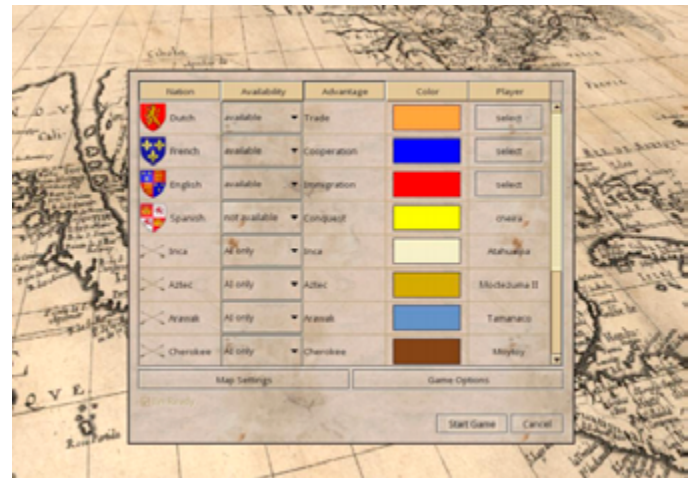 Nation Availability Advantage Color Player
Dutch available Trade select
French available Cooperation select
English available Immigration select
Spanish not available Conquest
Inca AI only Inca Atahualpa
Aztec AI only Aztec Moctezuma II
Arawak AI only Arawak Tamanaco
Cherokee AI only Cherokee Moytoy
Map Settings Game Options
I'm Ready
Start Game Cancel